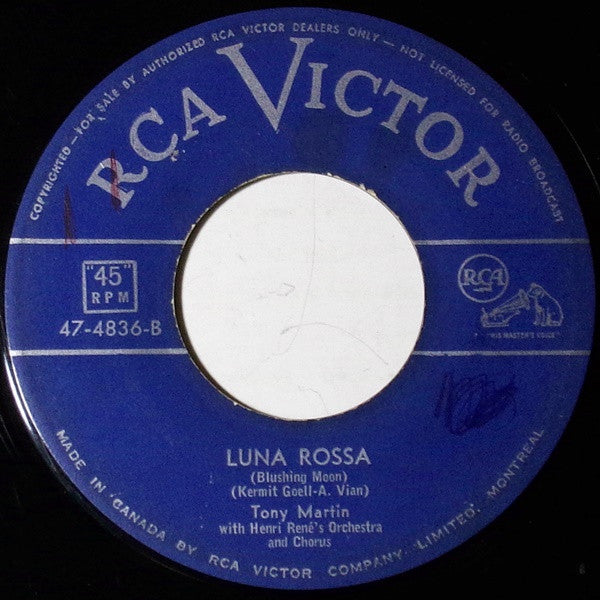 COPYRIGHTED—FOR SALE BY AUTHORIZED RCA VICTOR DEALERS ONLY — NOT LICENSED FOR RADIO BROADCAST
RCA VICTOR
"45"
RPM
47-4836-B
RCA
"HIS MASTER'S VOICE"
LUNA ROSSA
(Blushing Moon)
(Kermit Goell-A. Vian)
Tony Martin
with Henri René's Orchestra
and Chorus
MADE IN CANADA BY RCA VICTOR COMPANY, LIMITED, MONTREAL